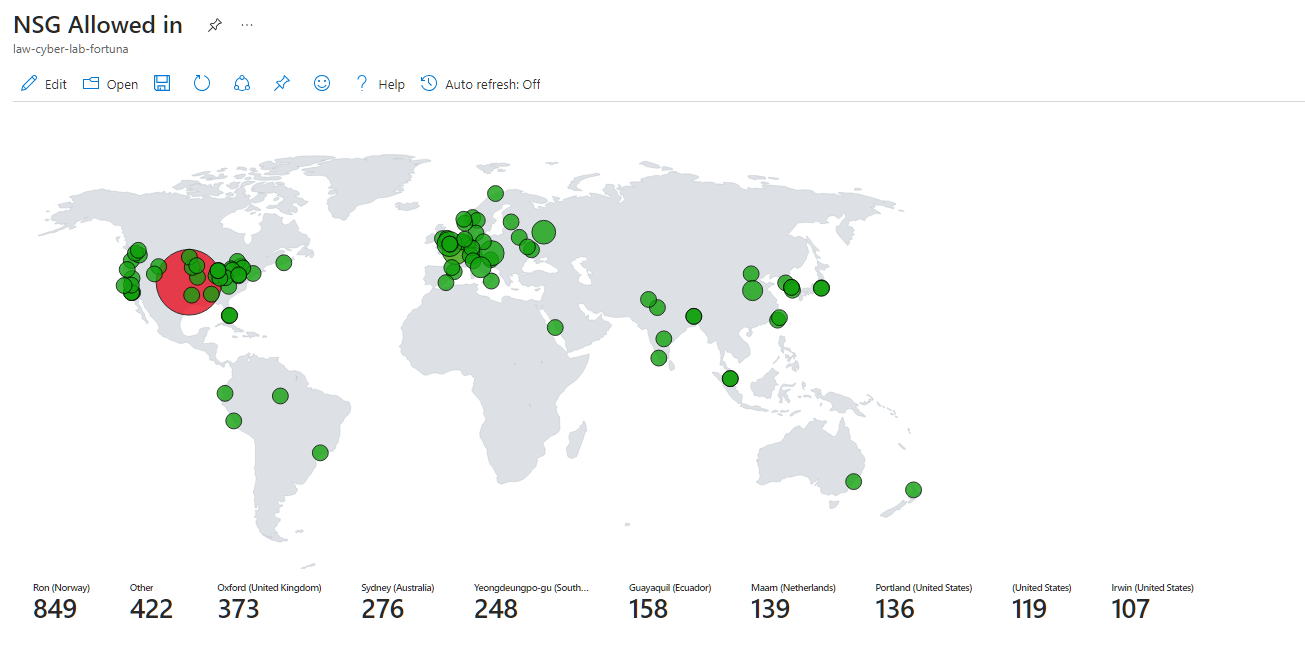 NSG Allowed in ...
law-cyber-lab-fortuna
Edit Open Help Auto refresh: Off
Ron (Norway) Other Oxford (United Kingdom) Sydney (Australia) Yeongdeungpo-gu (South... Guayaquil (Ecuador) Maarn (Netherlands) Portland (United States) (United States) Irwin (United States)
849 422 373 276 248 158 139 136 119 107